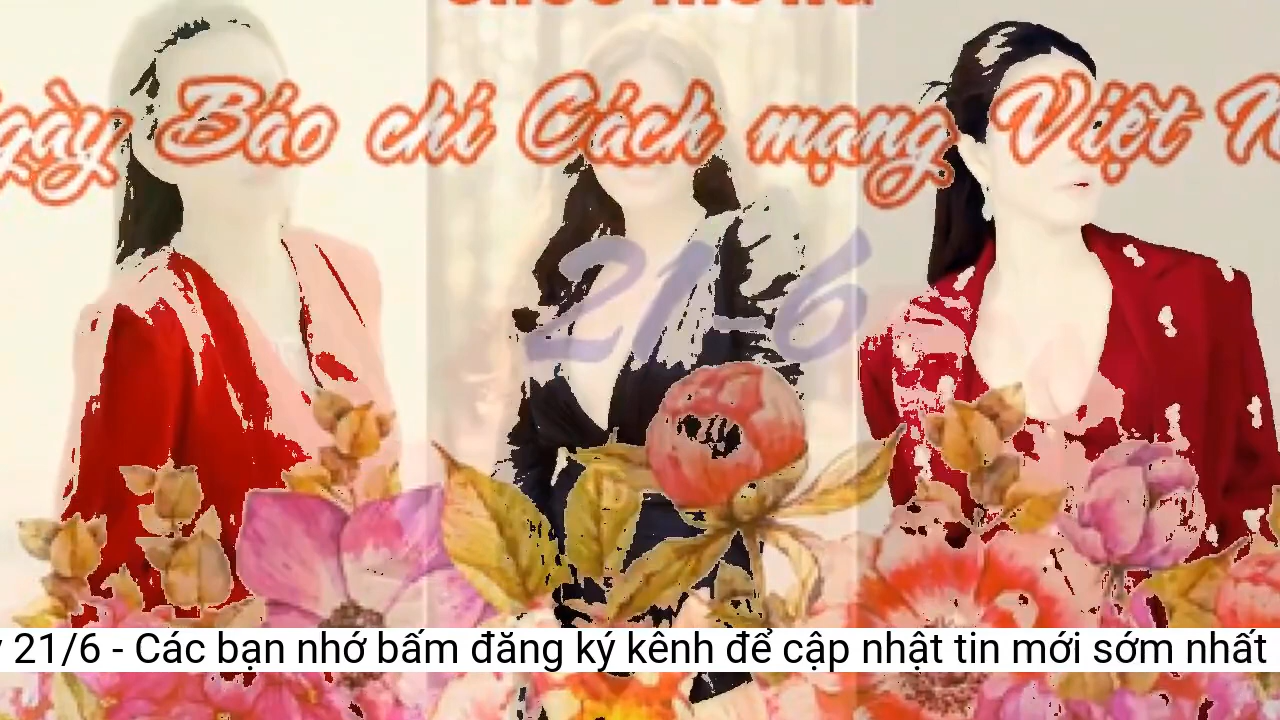 Báo chí Cách mạng Việt
21-6
21/6 - Các bạn nhớ bấm đăng ký kênh để cập nhật tin mới sớm nhất